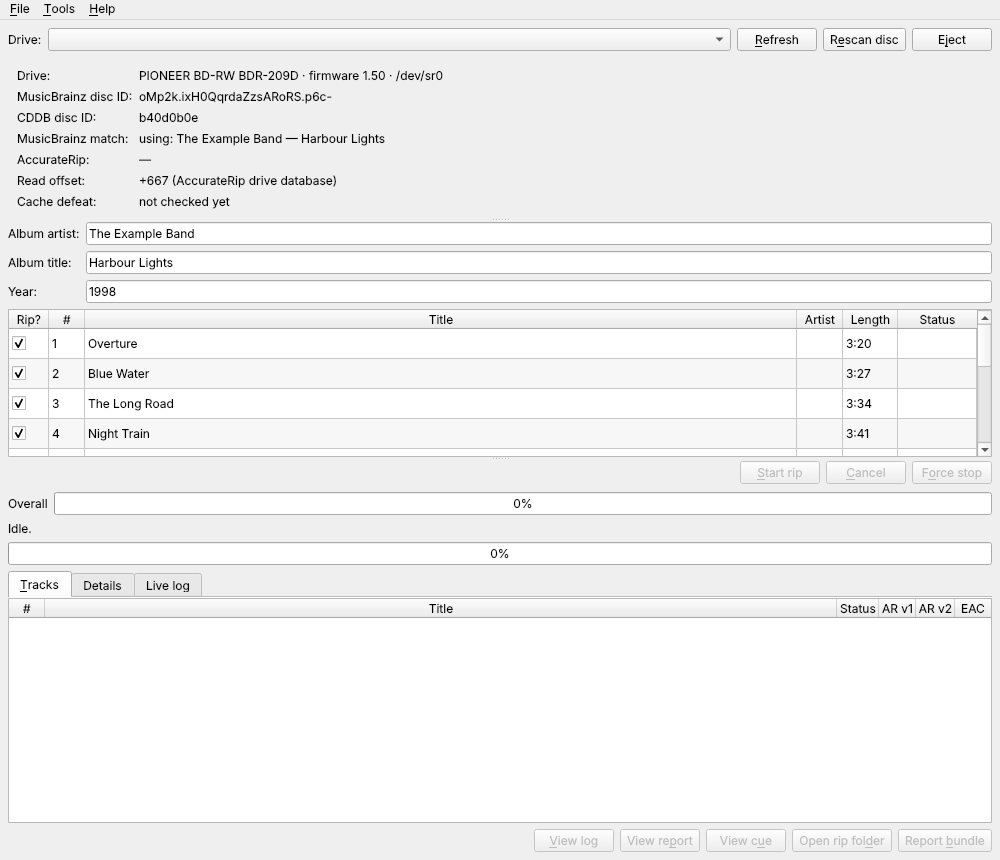 File Tools Help
Drive: Refresh Rescan disc Eject
Drive: PIONEER BD-RW BDR-209D · firmware 1.50 · /dev/sr0
MusicBrainz disc ID: oMp2k.ixH0QqrdaZzsARoRS.p6c-
CDDB disc ID: b40d0b0e
MusicBrainz match: using: The Example Band — Harbour Lights
AccurateRip: —
Read offset: +667 (AccurateRip drive database)
Cache defeat: not checked yet
Album artist: The Example Band
Album title: Harbour Lights
Year: 1998
Rip? # Title Artist Length Status
1 Overture 3:20
2 Blue Water 3:27
3 The Long Road 3:34
4 Night Train 3:41
Start rip Cancel Force stop
Overall 0%
Idle.
0%
Tracks Details Live log
# Title Status AR v1 AR v2 EAC
View log View report View cue Open rip folder Report bundle